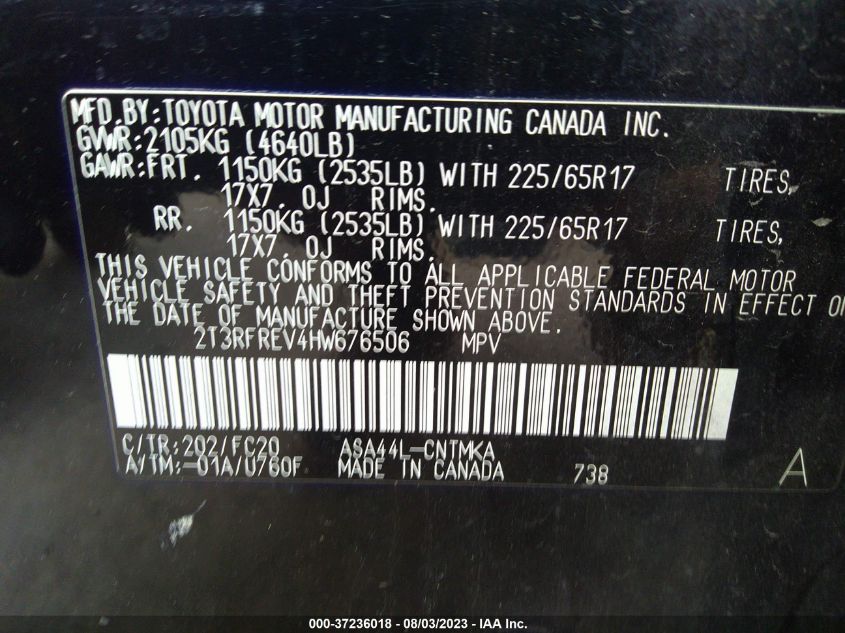 MFD.BY:TOYOTA MOTOR MANUFACTURING CANADA INC.
GVWR:2105KG (4640LB)
GAWR:FRT. 1150KG (2535LB) WITH 225/65R17 TIRES,
17X7.0J RIMS.
RR. 1150KG (2535LB) WITH 225/65R17 TIRES,
17X7.0J RIMS.
THIS VEHICLE CONFORMS TO ALL APPLICABLE FEDERAL MOTOR
VEHICLE SAFETY AND THEFT PREVENTION STANDARDS IN EFFECT
THE DATE OF MANUFACTURE SHOWN ABOVE.
2T3RFREV4HW676506 MPV
C/TR:202/FC20 ASA44L-CNTMKA
A/TM:-01A/U760F MADE IN CANADA 738 A
000-37236018 - 08/03/2023 - IAA Inc.